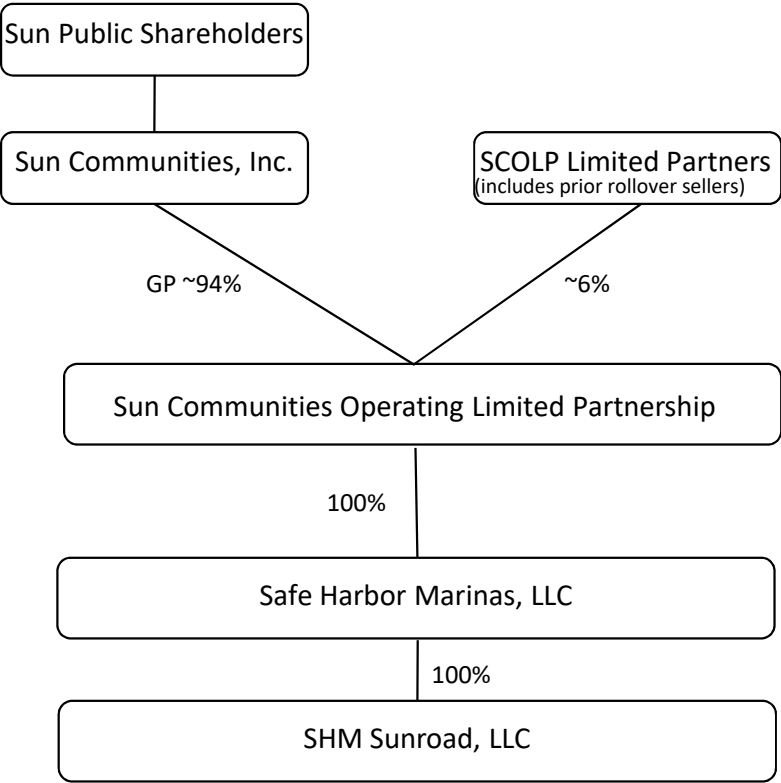 Sun Public Shareholders
Sun Communities, Inc.
SCOLP Limited Partners
(includes prior rollover sellers)
GP ~94%
~6%
Sun Communities Operating Limited Partnership
100%
Safe Harbor Marinas, LLC
100%
SHM Sunroad, LLC